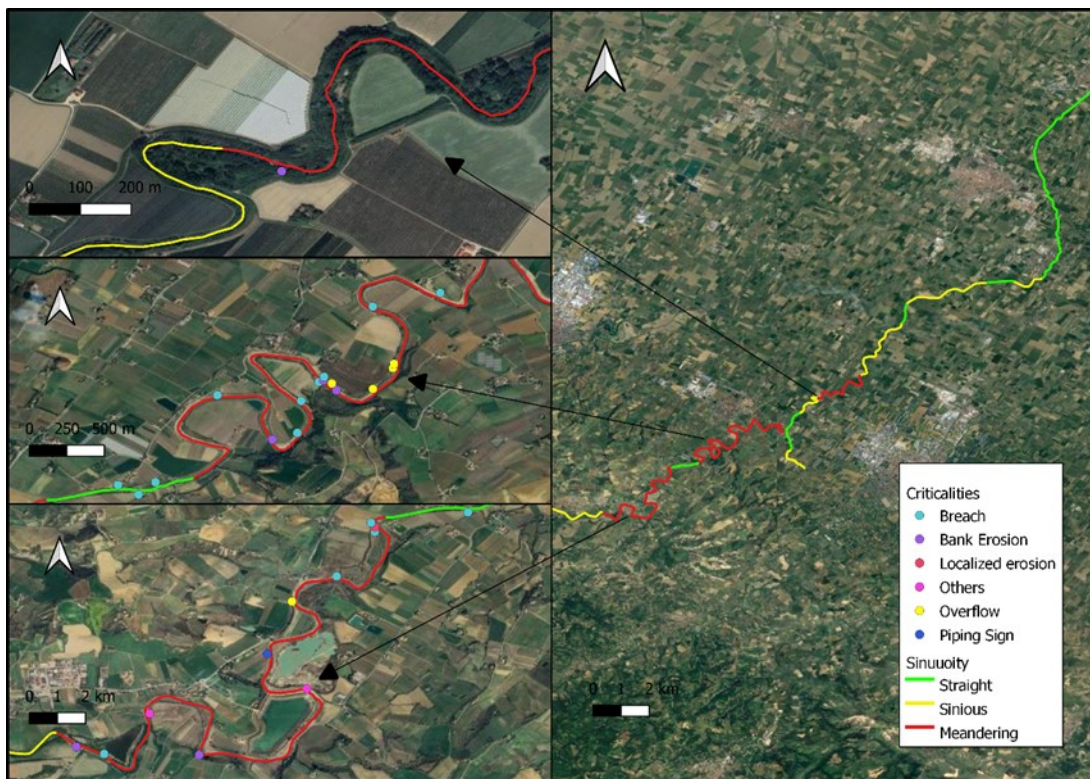 0 100 200 m
0 250 500 m
0 1 2 km
0 1 2 km
Criticalities
Breach
Bank Erosion
Localized erosion
Others
Overflow
Piping Sign
Sinuuoity
Straight
Sinious
Meandering